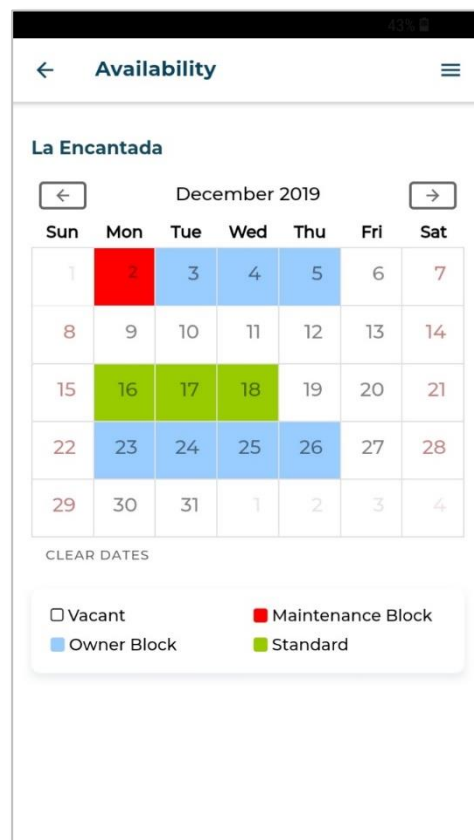 43%
Availability
La Encantada
December 2019
Sun Mon Tue Wed Thu Fri Sat
1 2 3 4 5 6 7
8 9 10 11 12 13 14
15 16 17 18 19 20 21
22 23 24 25 26 27 28
29 30 31 1 2 3 4
CLEAR DATES
Vacant Maintenance Block
Owner Block Standard